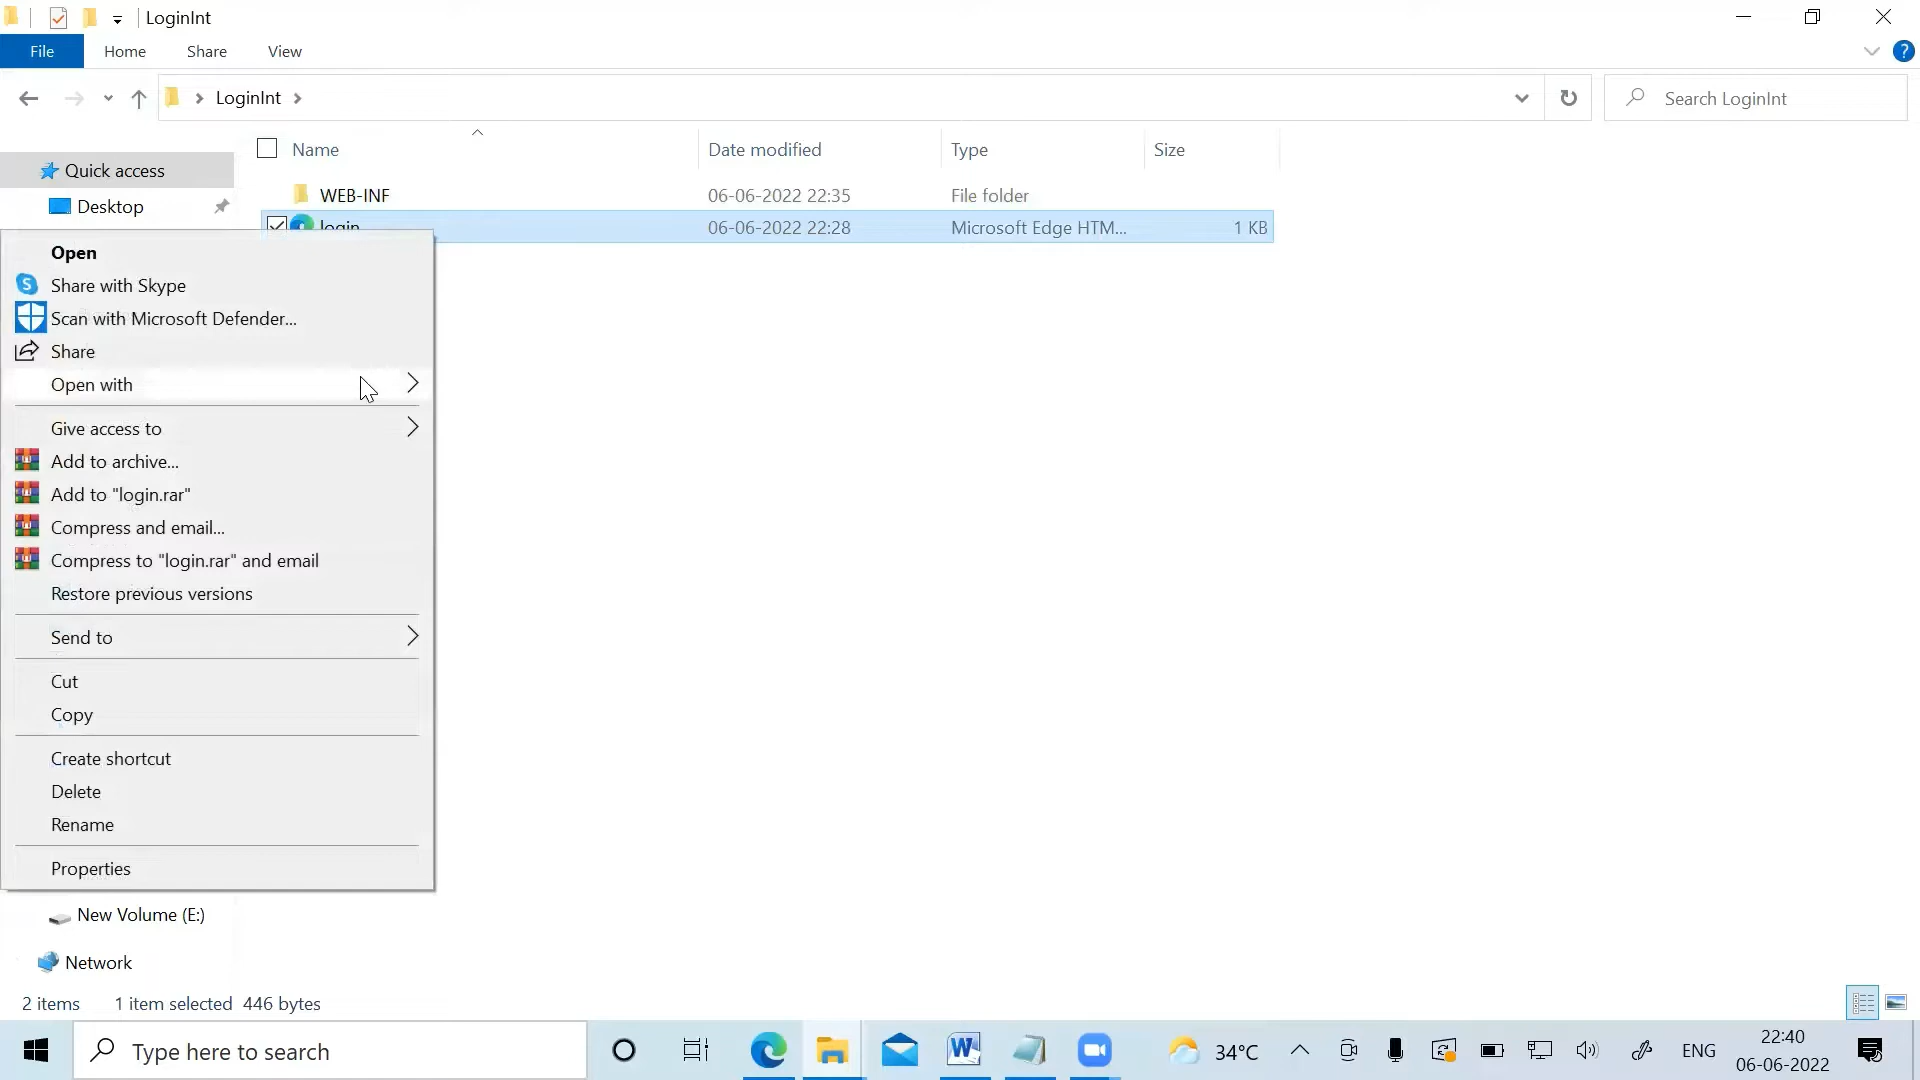 LoginInt
File Home Share View
LoginInt
Search LoginInt
Name Date modified Type Size
Quick access
Desktop
WEB-INF 06-06-2022 22:35 File folder
login 06-06-2022 22:28 Microsoft Edge HTM... 1 KB
Open
Share with Skype
Scan with Microsoft Defender...
Share
Open with
Give access to
Add to archive...
Add to "login.rar"
Compress and email...
Compress to "login.rar" and email
Restore previous versions
Send to
Cut
Copy
Create shortcut
Delete
Rename
Properties
New Volume (E:)
Network
2 items 1 item selected 446 bytes
Type here to search
34°C
ENG
22:40
06-06-2022